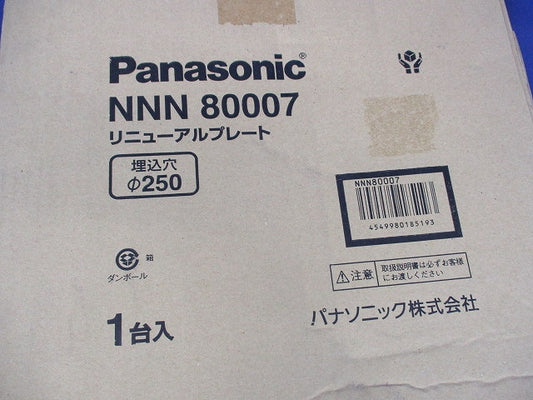 Panasonic®
NNN 80007
リニューアルプレート
埋込穴
φ250
NNN80007
4549980185193
箱
ダンボール
注意
取扱説明書は必ずお客様
にお渡しください
1台入
パナソニック株式会社